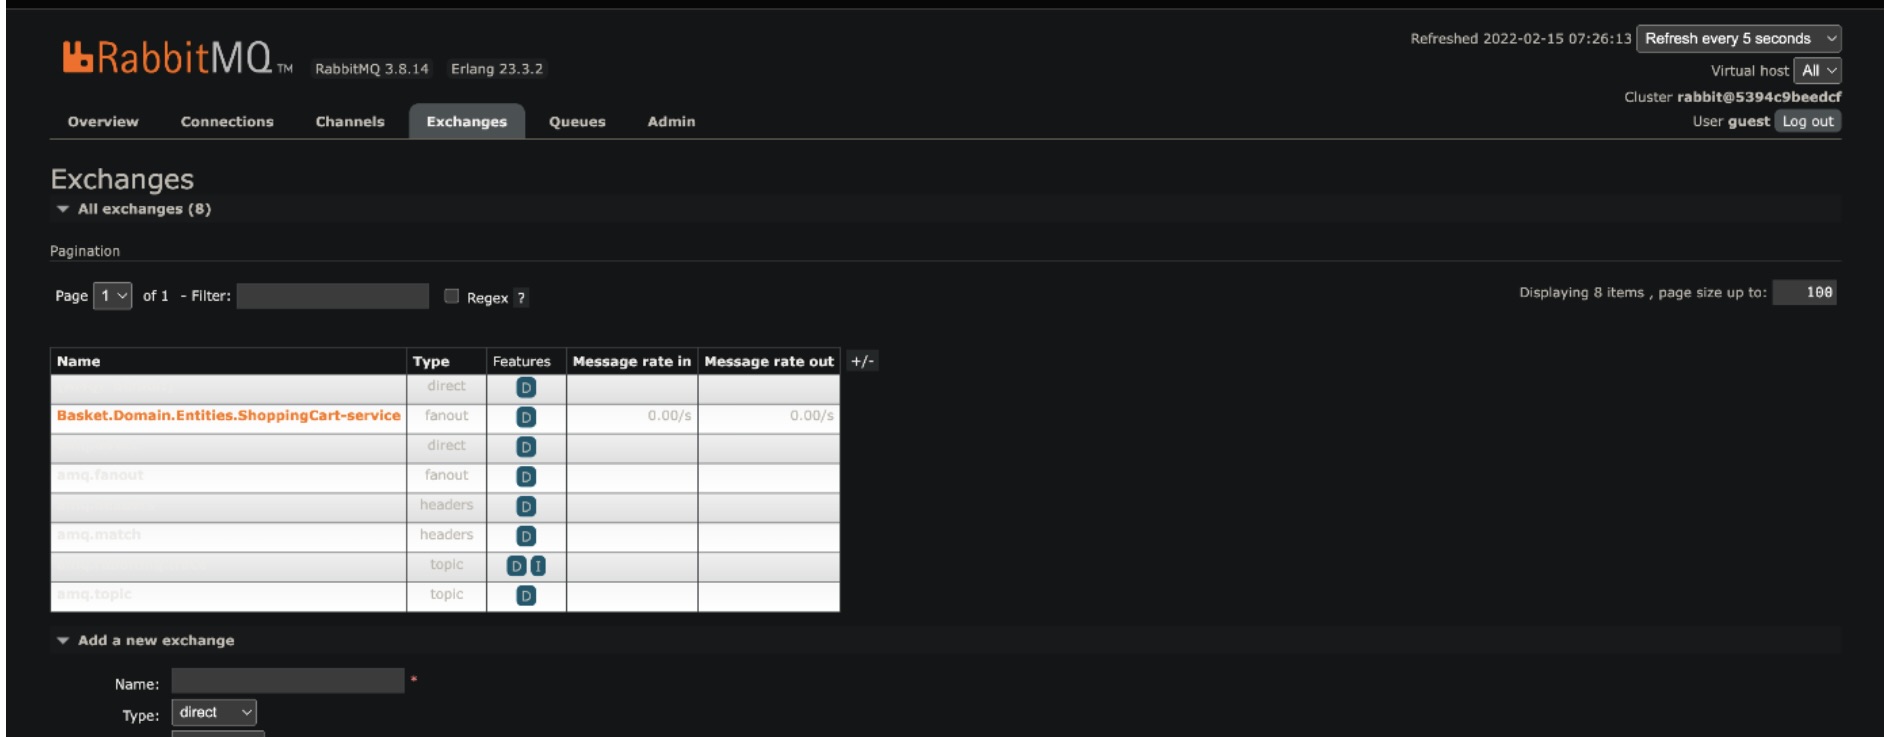 RabbitMQ TM RabbitMQ 3.8.14 Erlang 23.3.2
Refreshed 2022-02-15 07:26:13 Refresh every 5 seconds
Virtual host All
Cluster rabbit@5394c9beedcf
User guest Log out
Overview Connections Channels Exchanges Queues Admin
Exchanges
All exchanges (8)
Pagination
Page 1 of 1 - Filter: Regex ?
Displaying 8 items , page size up to: 100
Name Type Features Message rate in Message rate out +/-
direct D
Basket.Domain.Entities.ShoppingCart-service fanout D 0.00/s 0.00/s
direct D
amq.fanout fanout D
headers D
amq.match headers D
topic D I
amq.topic topic D
Add a new exchange
Name: *
Type: direct